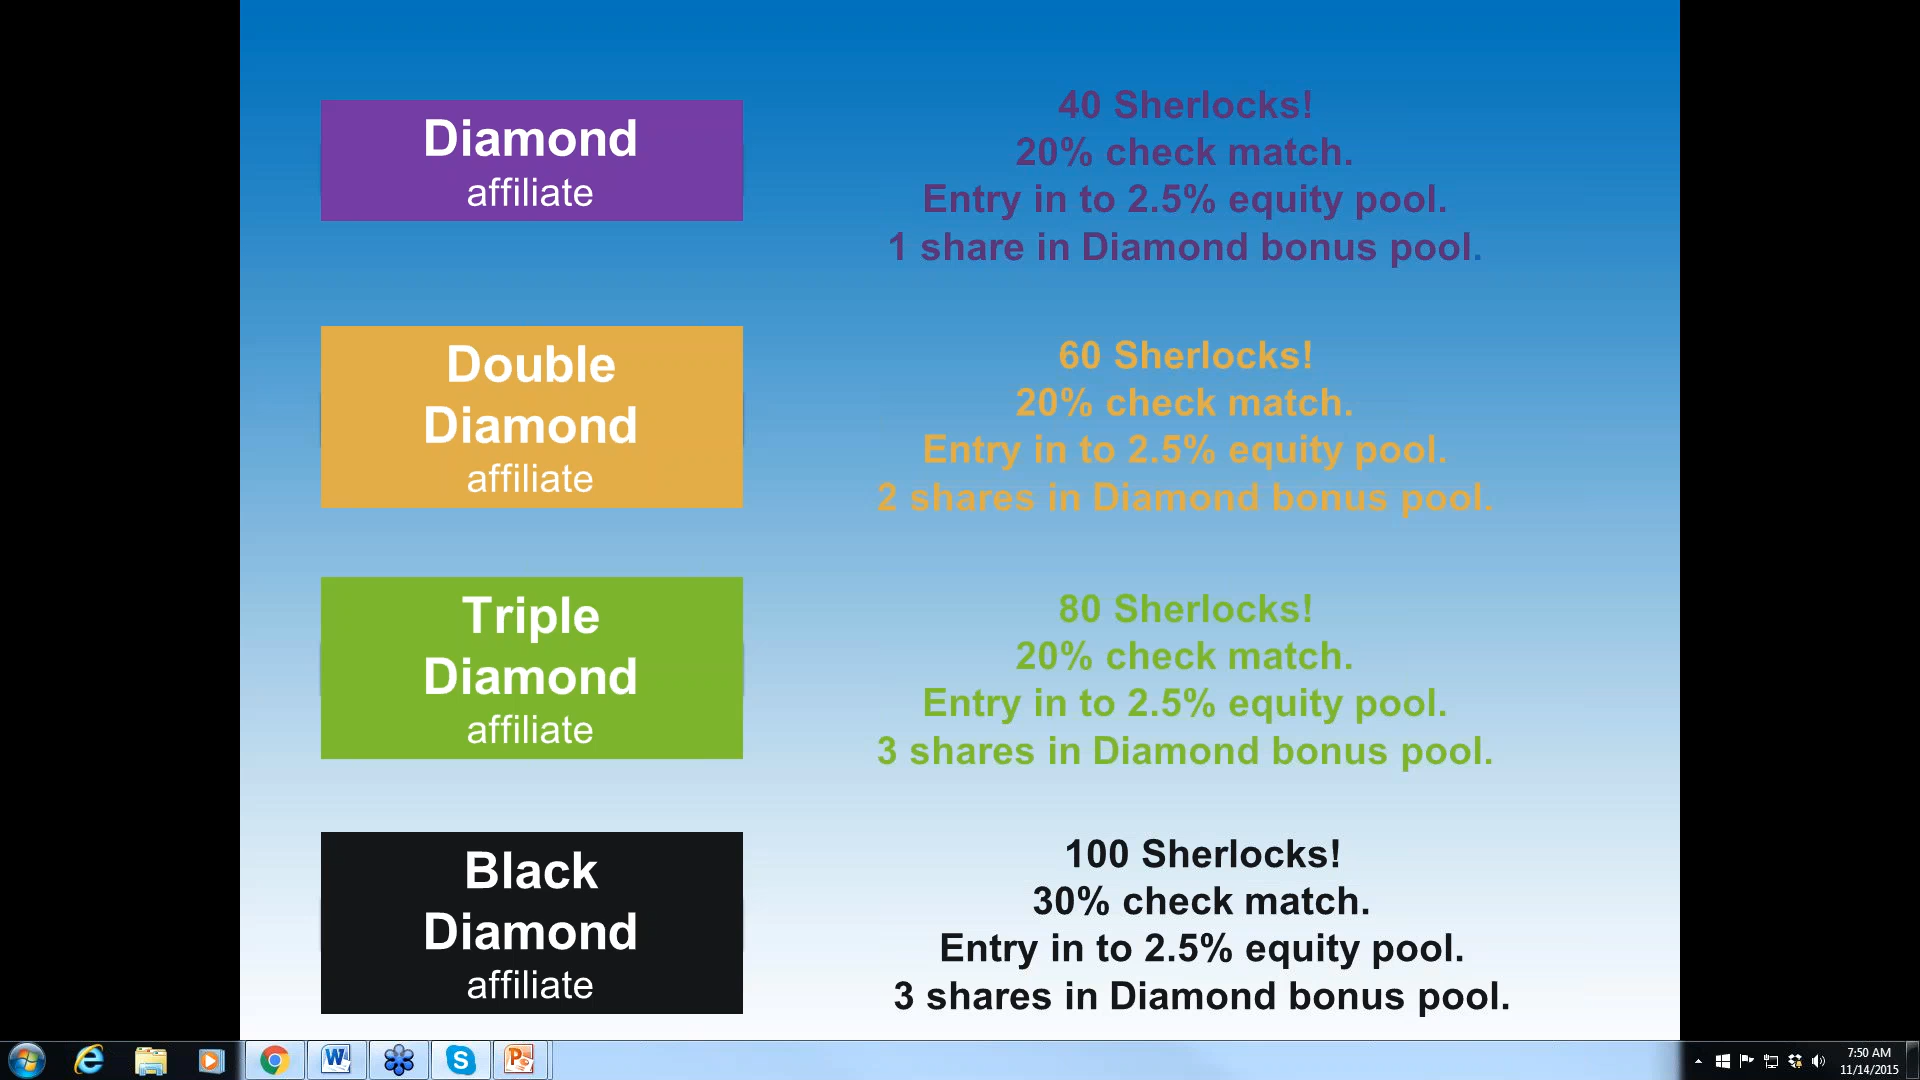 Diamond
affiliate
40 Sherlocks!
20% check match.
Entry in to 2.5% equity pool.
1 share in Diamond bonus pool.
Double
Diamond
affiliate
60 Sherlocks!
20% check match.
Entry in to 2.5% equity pool.
2 shares in Diamond bonus pool.
Triple
Diamond
affiliate
80 Sherlocks!
20% check match.
Entry in to 2.5% equity pool.
3 shares in Diamond bonus pool.
Black
Diamond
affiliate
100 Sherlocks!
30% check match.
Entry in to 2.5% equity pool.
3 shares in Diamond bonus pool.
7:50 AM
11/14/2015